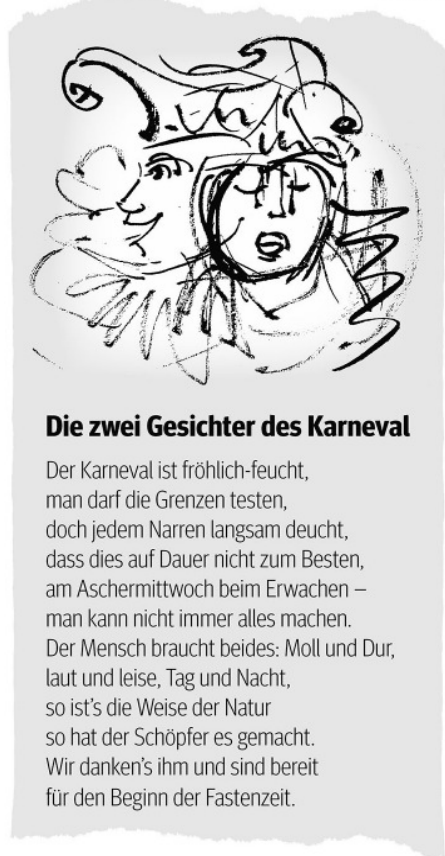 Die zwei Gesichter des Karneval
Der Karneval ist fröhlich-feucht,
man darf die Grenzen testen,
doch jedem Narren langsam deucht,
dass dies auf Dauer nicht zum Besten,
am Aschermittwoch beim Erwachen –
man kann nicht immer alles machen.
Der Mensch braucht beides: Moll und Dur,
laut und leise, Tag und Nacht,
so ist's die Weise der Natur
so hat der Schöpfer es gemacht.
Wir danken's ihm und sind bereit
für den Beginn der Fastenzeit.